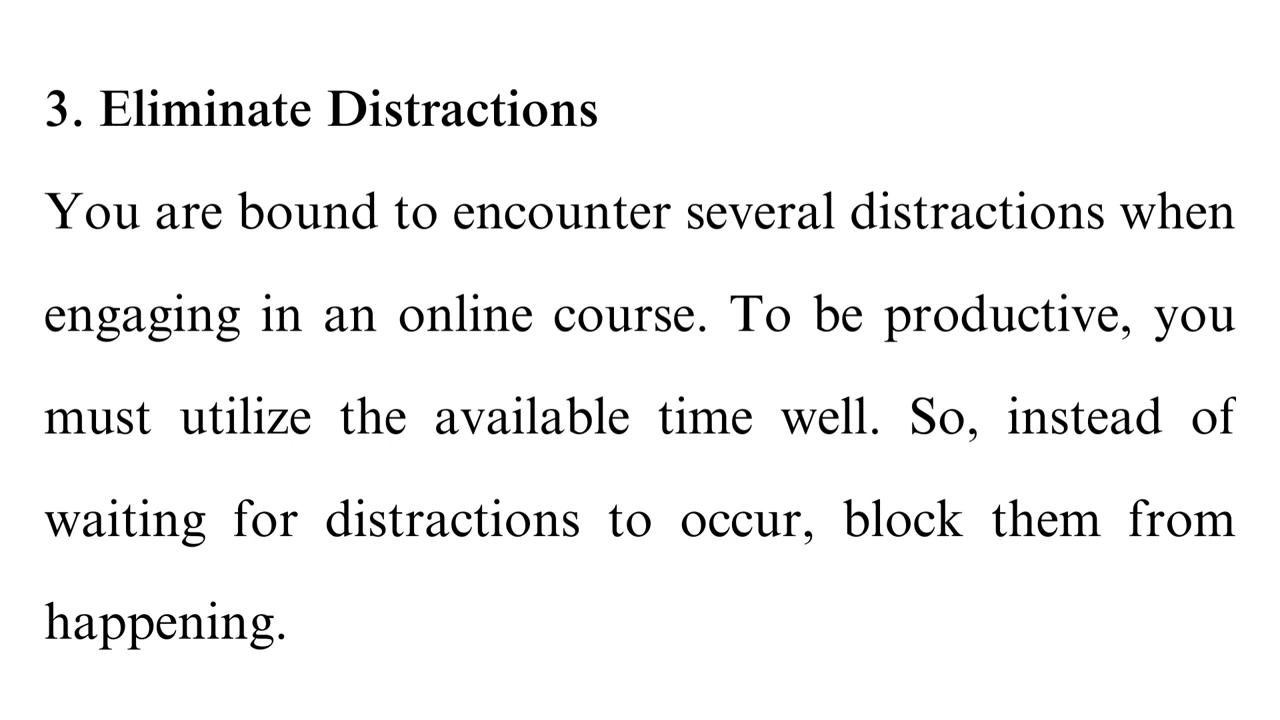 3. Eliminate Distractions
You are bound to encounter several distractions when
engaging in an online course. To be productive, you
must utilize the available time well. So, instead of
waiting for distractions to occur, block them from
happening.